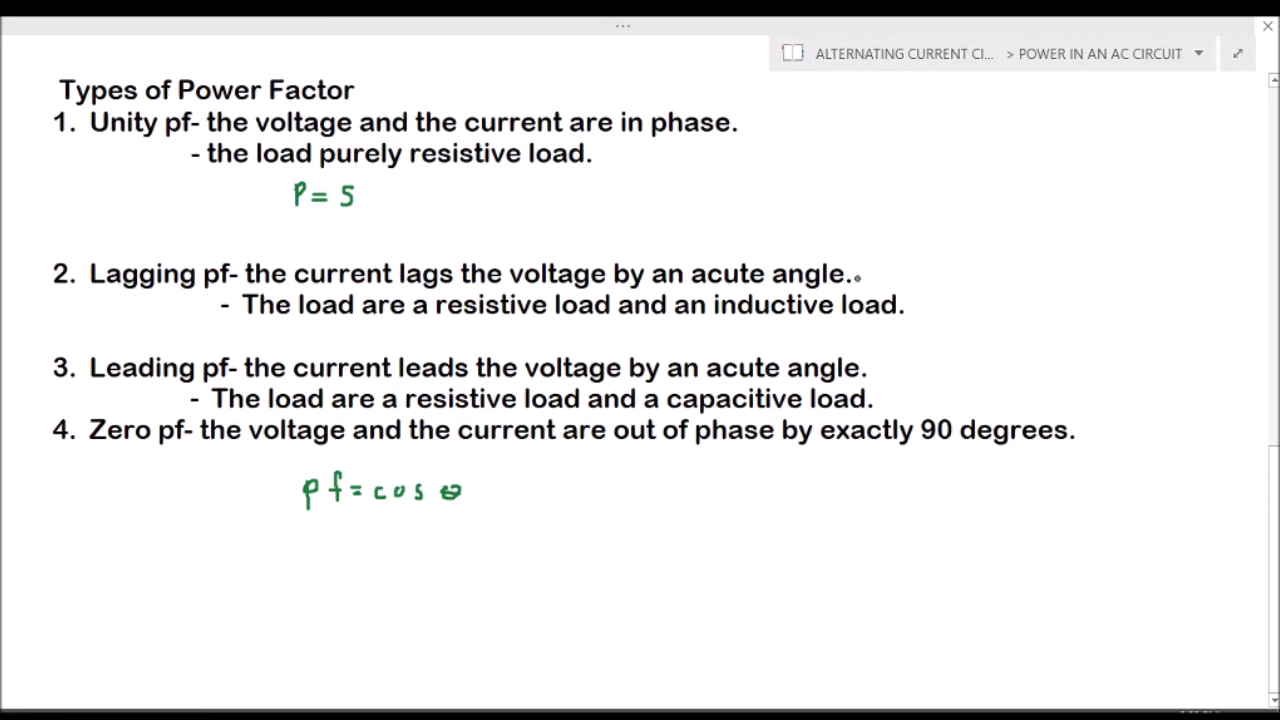 ALTERNATING CURRENT CI... > POWER IN AN AC CIRCUIT
Types of Power Factor
1. Unity pf- the voltage and the current are in phase.
- the load purely resistive load.
P = S
2. Lagging pf- the current lags the voltage by an acute angle.
- The load are a resistive load and an inductive load.
3. Leading pf- the current leads the voltage by an acute angle.
- The load are a resistive load and a capacitive load.
4. Zero pf- the voltage and the current are out of phase by exactly 90 degrees.
pf = cos θ